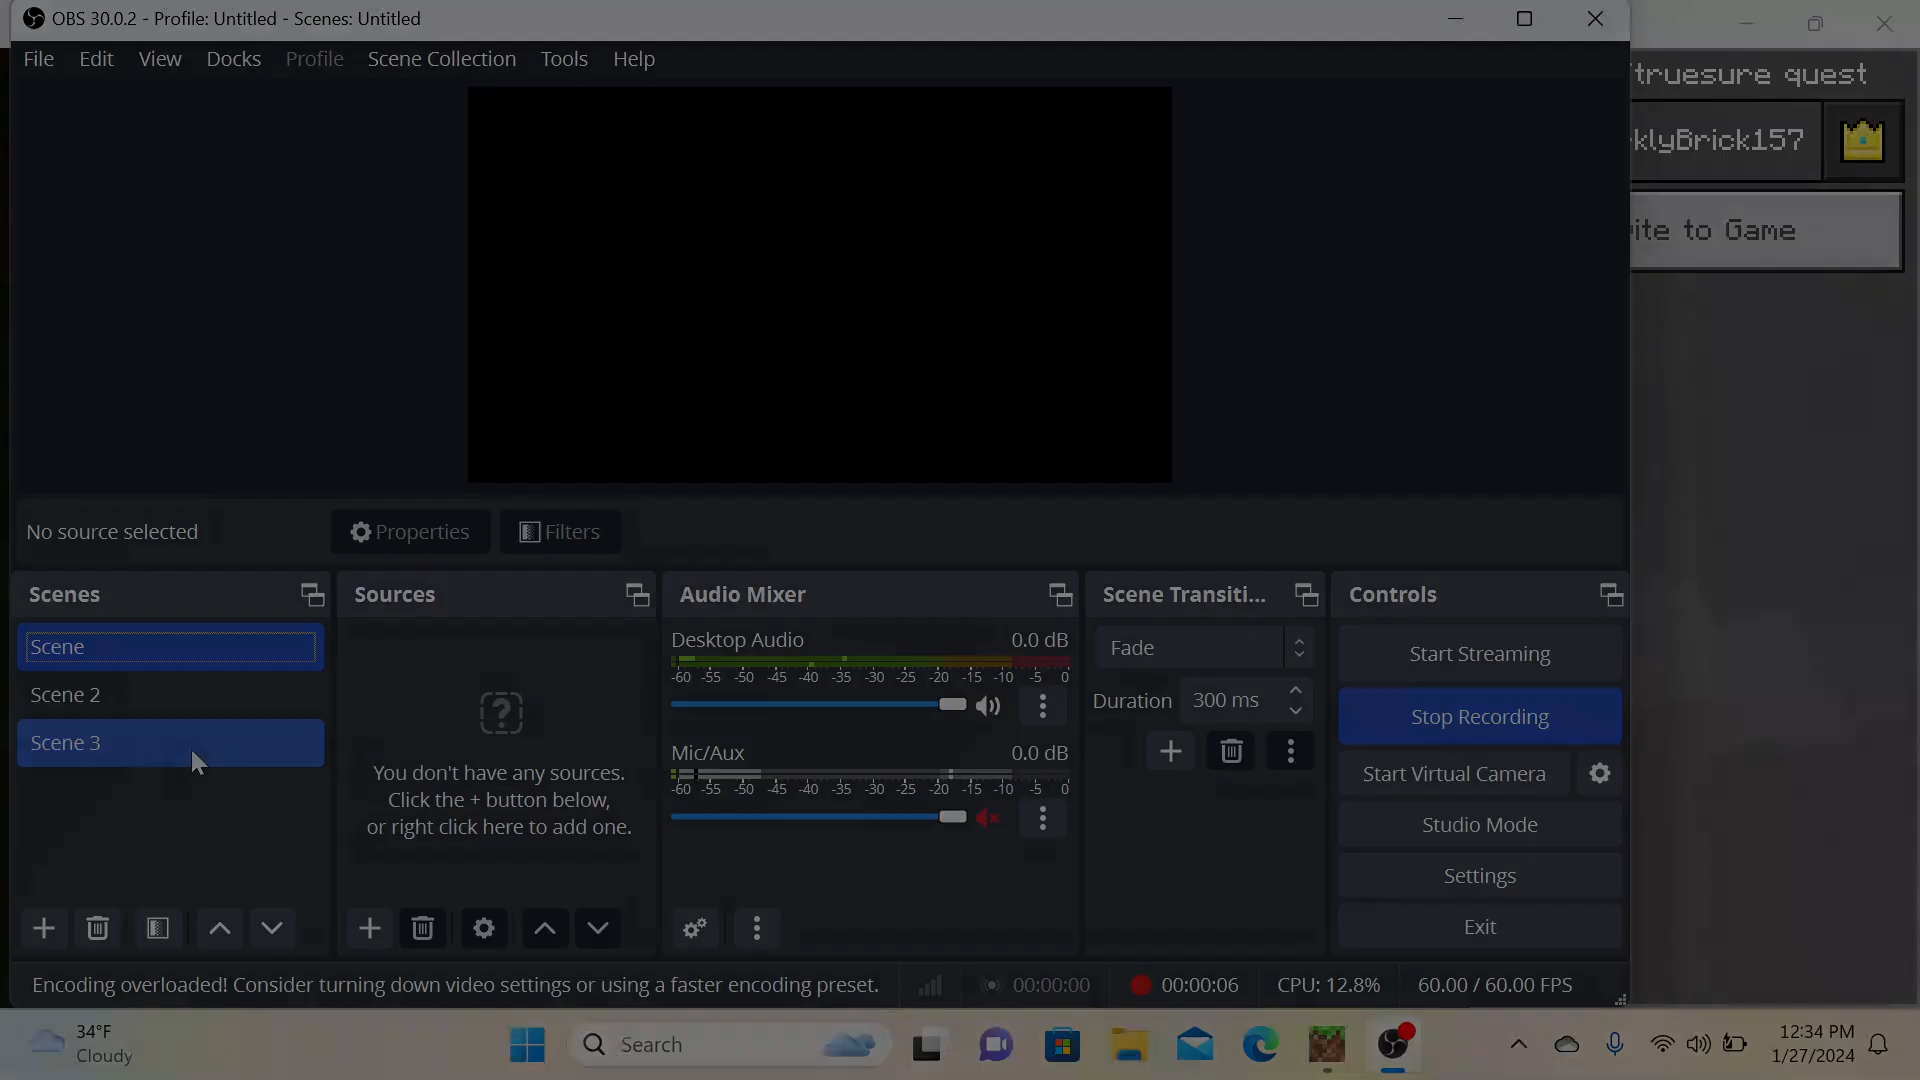 OBS 30.0.2 - Profile: Untitled - Scenes: Untitled
File Edit View Docks Profile Scene Collection Tools Help
truesure quest
klyBrick157
ite to Game
No source selected
Properties
Filters
Scenes
Scene
Scene 2
Scene 3
Sources
You don't have any sources.
Click the + button below,
or right click here to add one.
Audio Mixer
Desktop Audio 0.0 dB
-60 -55 -50 -45 -40 -35 -30 -25 -20 -15 -10 -5 0
Mic/Aux 0.0 dB
-60 -55 -50 -45 -40 -35 -30 -25 -20 -15 -10 -5 0
Scene Transiti...
Fade
Duration 300 ms
Controls
Start Streaming
Stop Recording
Start Virtual Camera
Studio Mode
Settings
Exit
Encoding overloaded! Consider turning down video settings or using a faster encoding preset.
00:00:00
00:00:06
CPU: 12.8%
60.00 / 60.00 FPS
34°F
Cloudy
Search
12:34 PM
1/27/2024